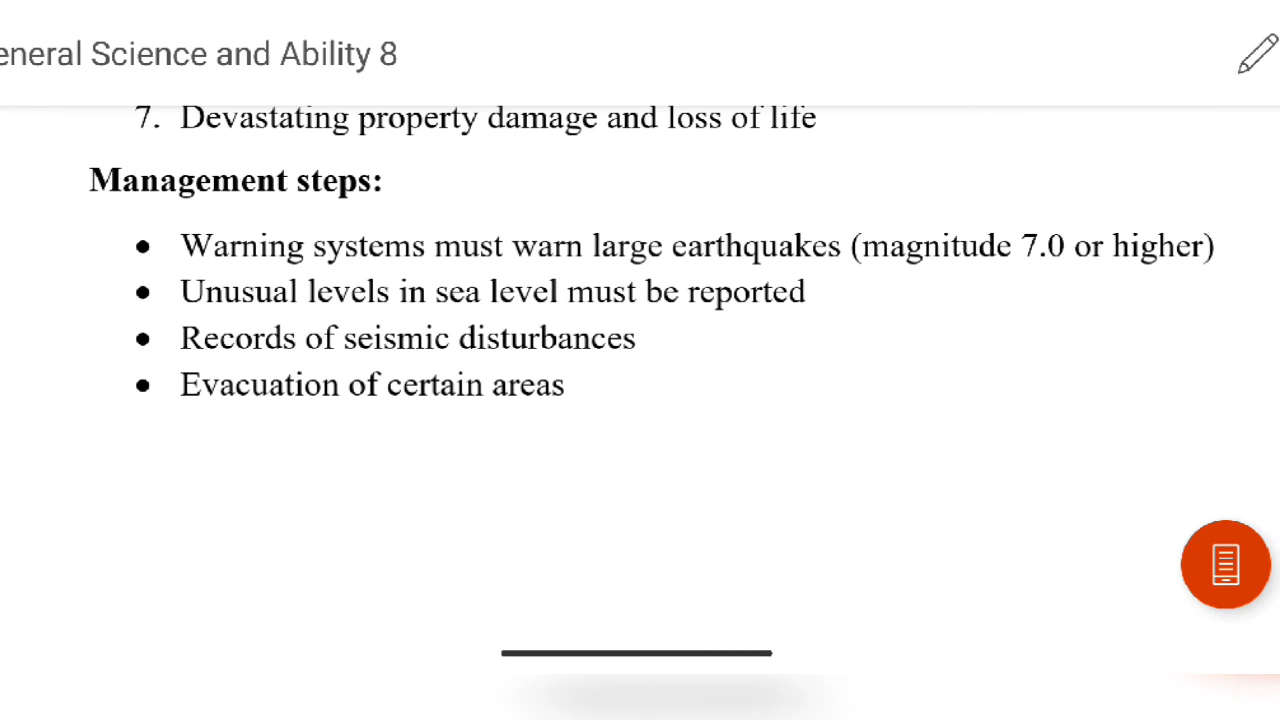 eneral Science and Ability 8
7. Devastating property damage and loss of life
Management steps:
• Warning systems must warn large earthquakes (magnitude 7.0 or higher)
• Unusual levels in sea level must be reported
• Records of seismic disturbances
• Evacuation of certain areas